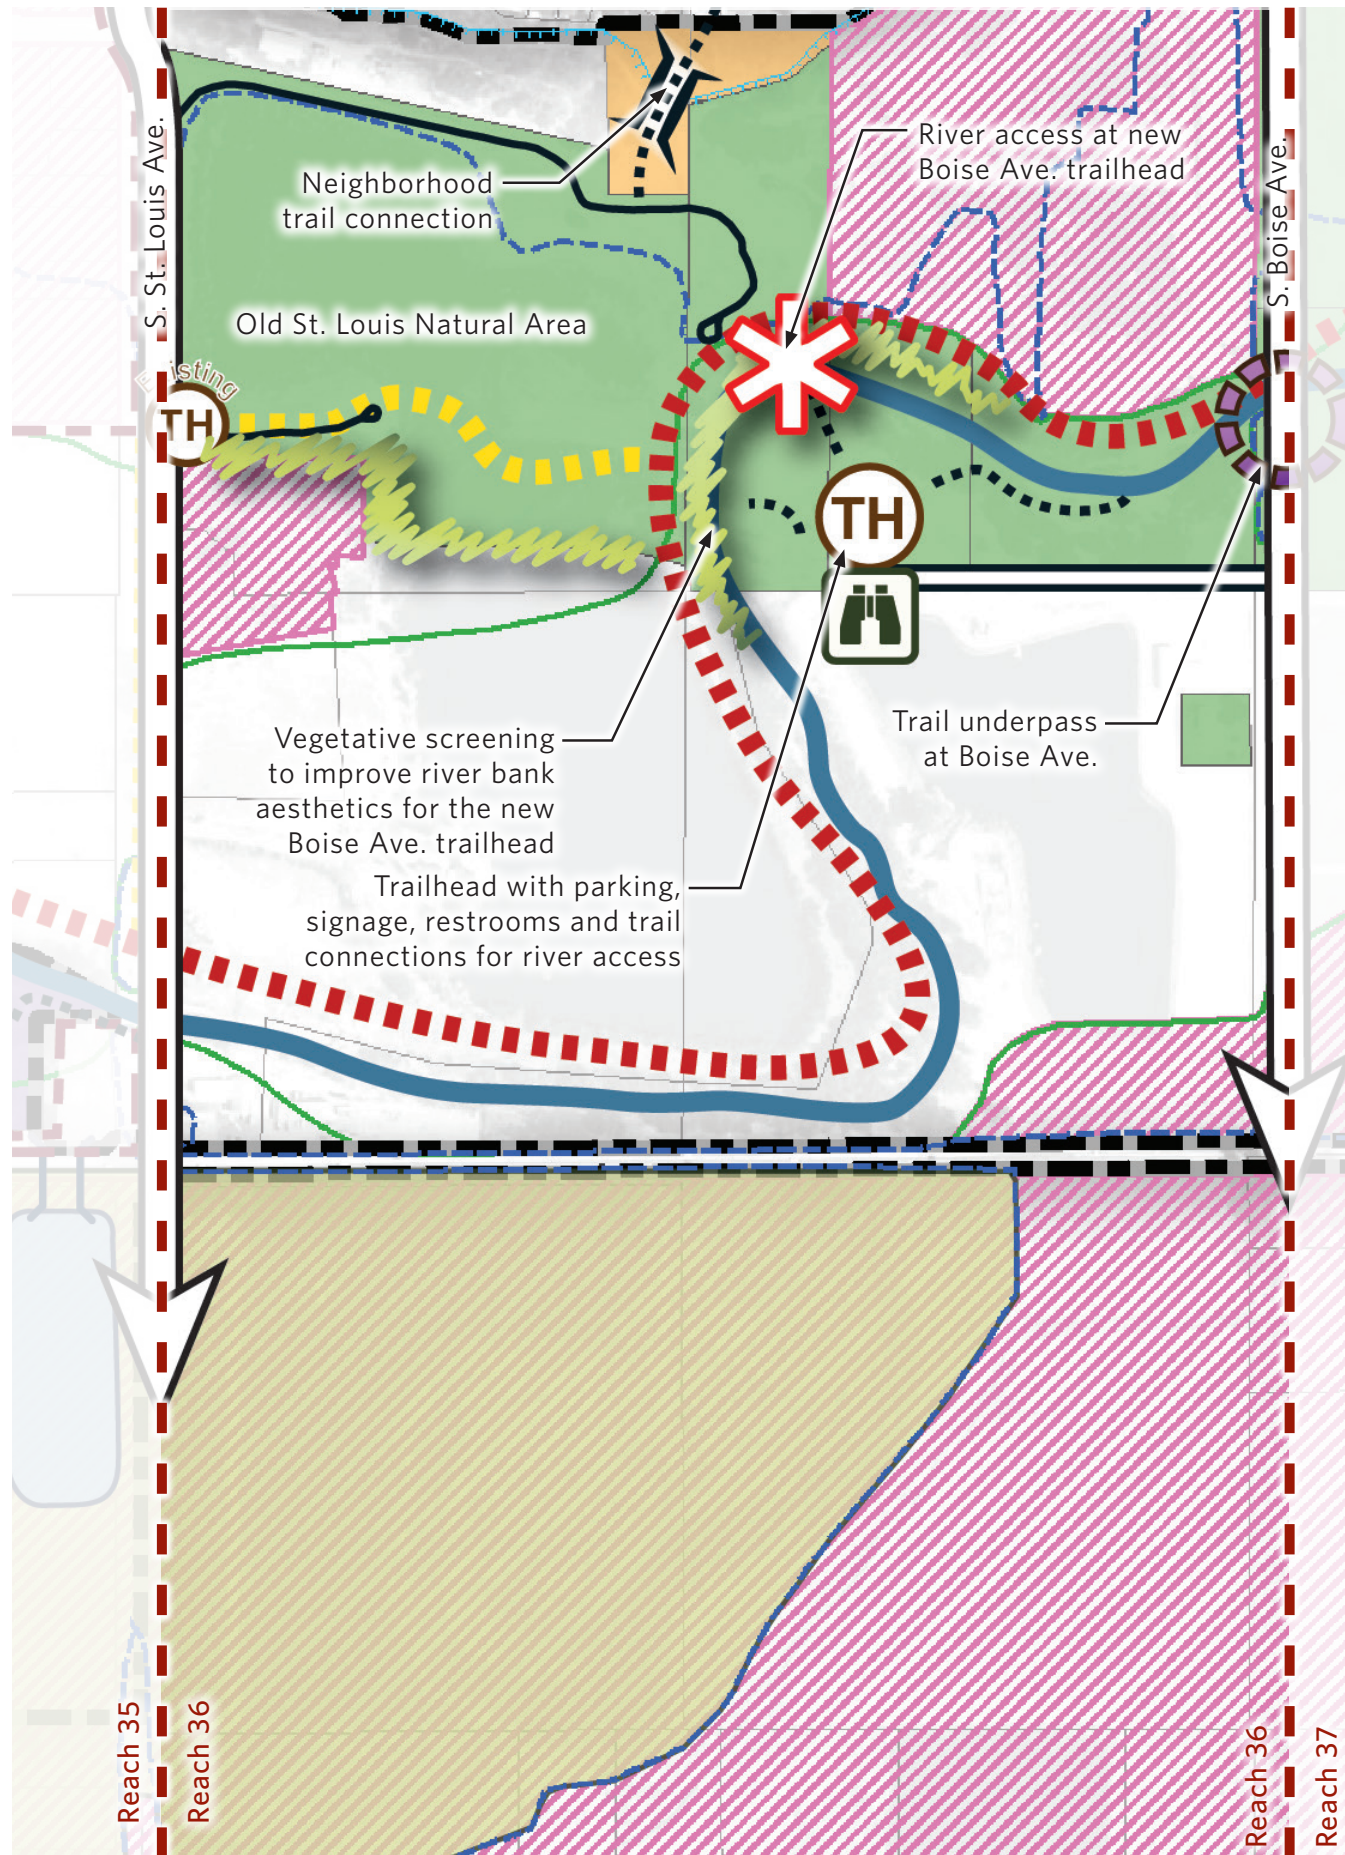 S. St. Louis Ave.
S. Boise Ave.
River access at new
Boise Ave. trailhead
Neighborhood
trail connection
Old St. Louis Natural Area
Existing
TH
TH
Vegetative screening
to improve river bank
aesthetics for the new
Boise Ave. trailhead
Trail underpass
at Boise Ave.
Trailhead with parking,
signage, restrooms and trail
connections for river access
Reach 35
Reach 36
Reach 36
Reach 37